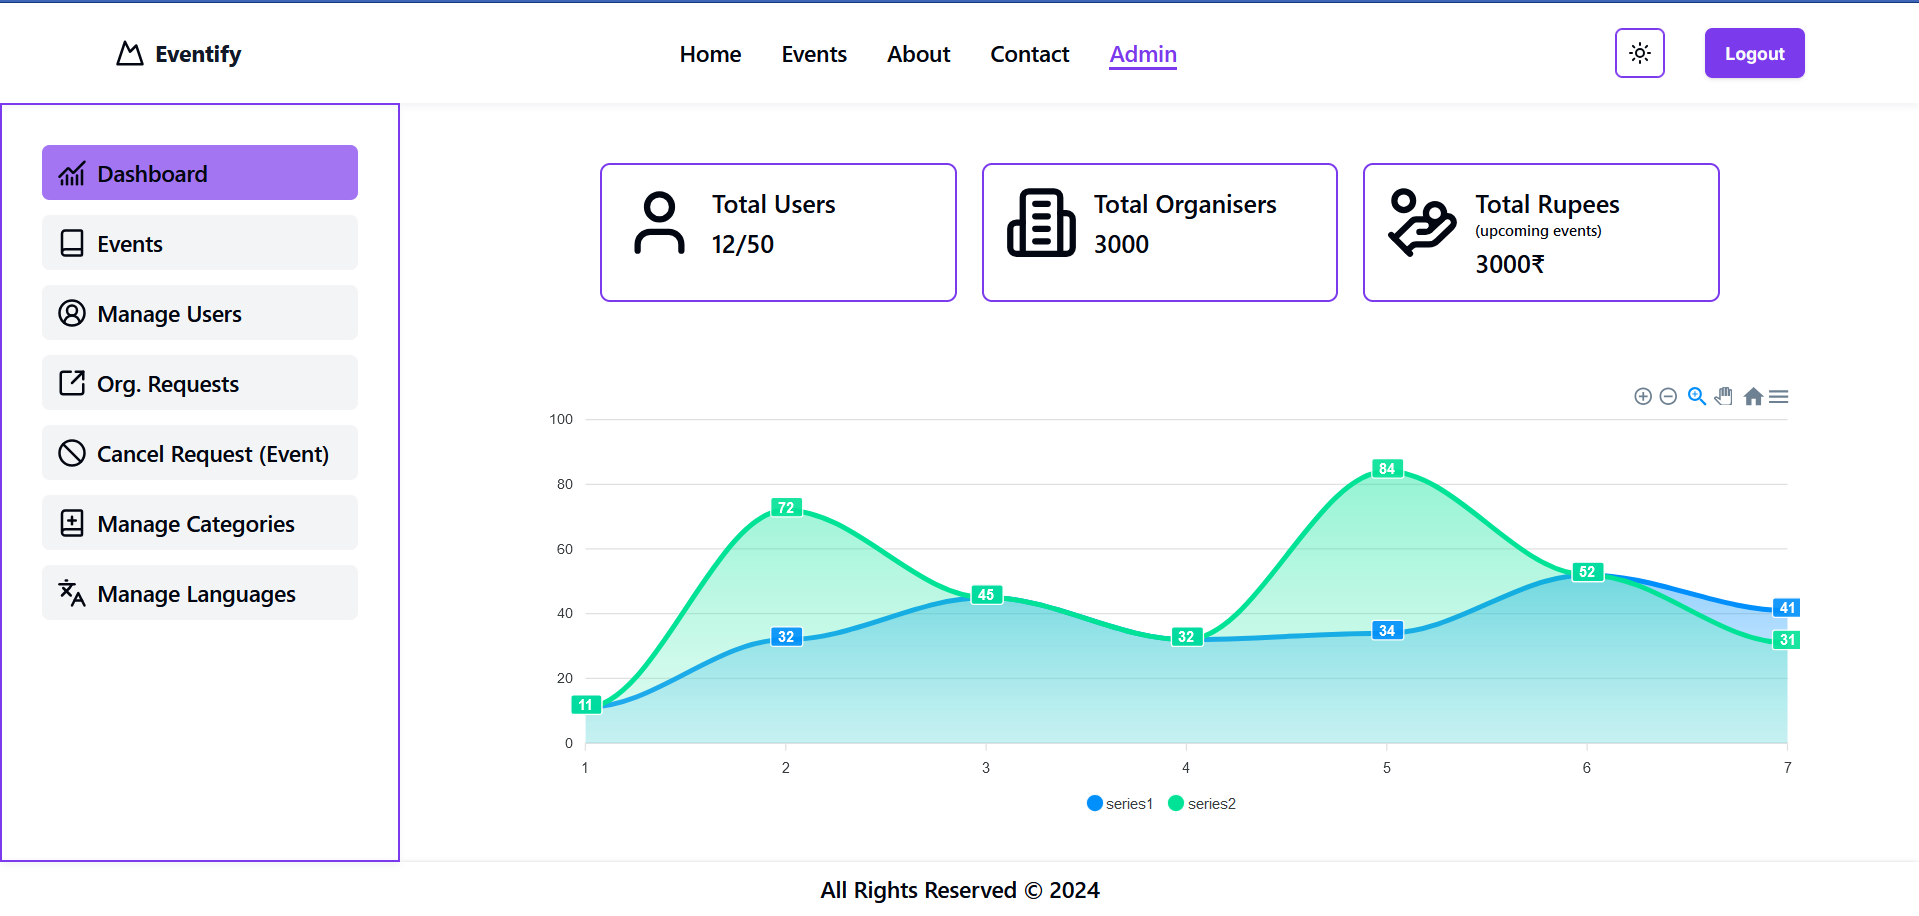 Eventify
Home
Events
About
Contact
Admin
Logout
Dashboard
Events
Manage Users
Org. Requests
Cancel Request (Event)
Manage Categories
Manage Languages
Total Users
12/50
Total Organisers
3000
Total Rupees
(upcoming events)
3000₹
100
80
60
40
20
0
11
72
32
45
32
84
34
52
41
31
1
2
3
4
5
6
7
series1
series2
All Rights Reserved © 2024